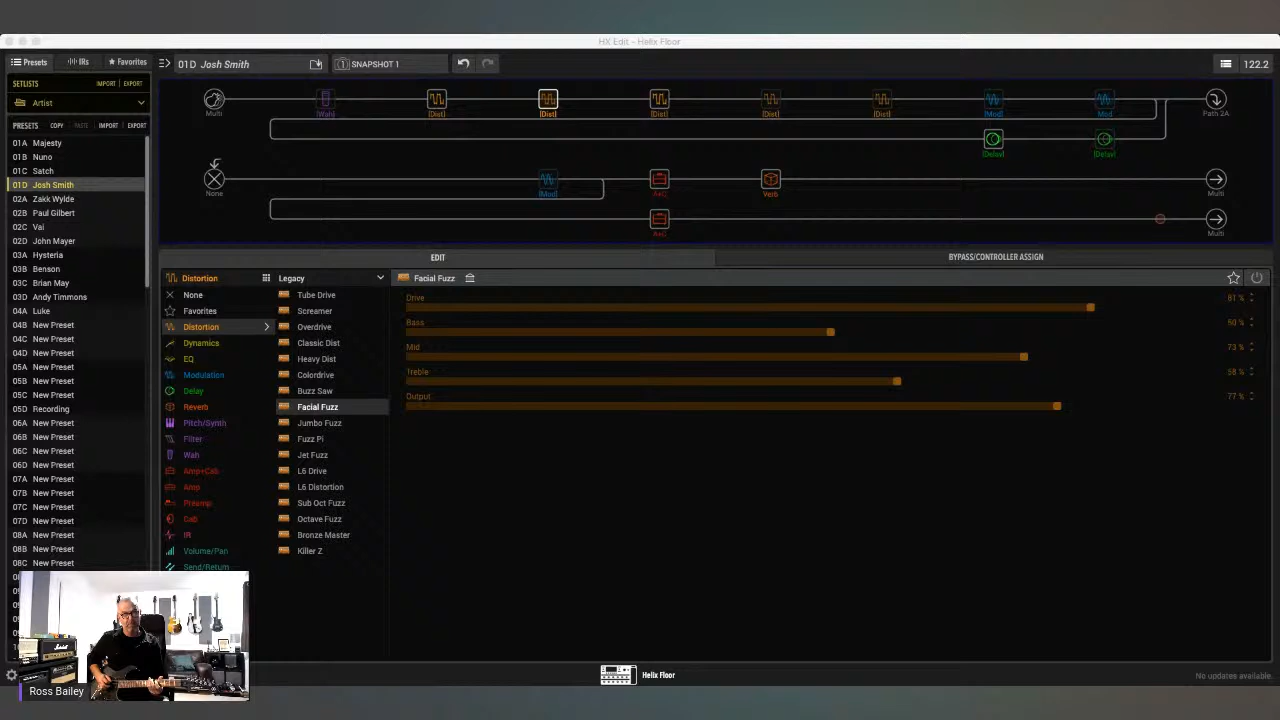 HX Edit - Helix Floor
Presets IRs Favorites
01D Josh Smith
1 SNAPSHOT 1
122.2
SETLISTS IMPORT EXPORT
Artist
PRESETS COPY PASTE IMPORT EXPORT
01A Majesty
01B Nuno
01C Satch
01D Josh Smith
02A Zakk Wylde
02B Paul Gilbert
02C Vai
02D John Mayer
03A Hysteria
03B Benson
03C Brian May
03D Andy Timmons
04A Luke
04B New Preset
04C New Preset
04D New Preset
05A New Preset
05B New Preset
05C New Preset
05D Recording
06A New Preset
06B New Preset
06C New Preset
06D New Preset
07A New Preset
07B New Preset
07C New Preset
07D New Preset
08A New Preset
08B New Preset
08C New Preset
Multi [Wah] [Dist] [Dist] [Dist] [Dist] [Dist] [Mod] Mod Path 2A
[Delay] [Delay]
None [Mod] A+C Verb Multi
A+C Multi
EDIT
BYPASS/CONTROLLER ASSIGN
Distortion
None
Favorites
Distortion
Dynamics
EQ
Modulation
Delay
Reverb
Pitch/Synth
Filter
Wah
Amp+Cab
Amp
Preamp
Cab
IR
Volume/Pan
Send/Return
Legacy
Tube Drive
Screamer
Overdrive
Classic Dist
Heavy Dist
Colordrive
Buzz Saw
Facial Fuzz
Jumbo Fuzz
Fuzz Pi
Jet Fuzz
L6 Drive
L6 Distortion
Sub Oct Fuzz
Octave Fuzz
Bronze Master
Killer Z
Facial Fuzz
Drive 81 %
Bass 50 %
Mid 73 %
Treble 58 %
Output 77 %
Marshall
Ross Bailey
Helix Floor
No updates available.